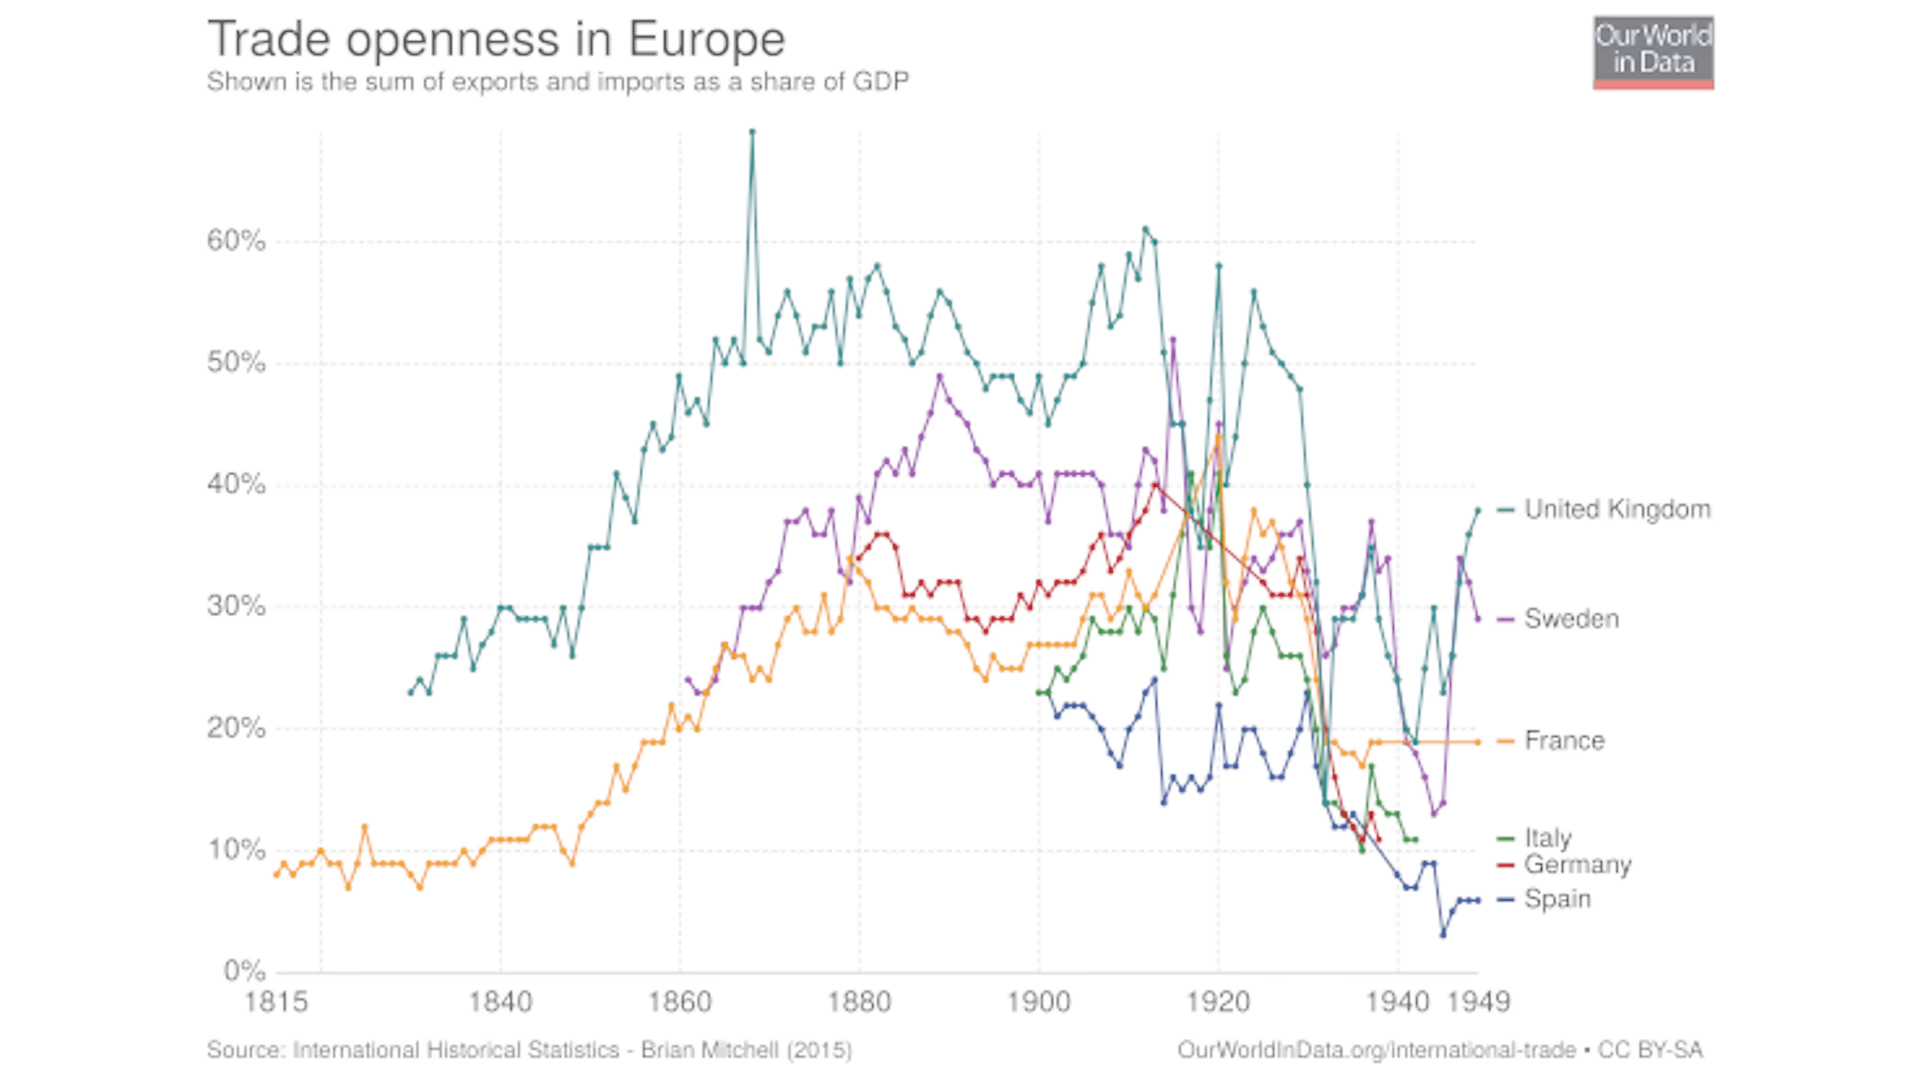 Trade openness in Europe
Shown is the sum of exports and imports as a share of GDP
Our World
in Data
60%
50%
40%
30%
20%
10%
0%
United Kingdom
Sweden
France
Italy
Germany
Spain
1815 1840 1860 1880 1900 1920 1940 1949
Source: International Historical Statistics - Brian Mitchell (2015)
OurWorldInData.org/international-trade • CC BY-SA